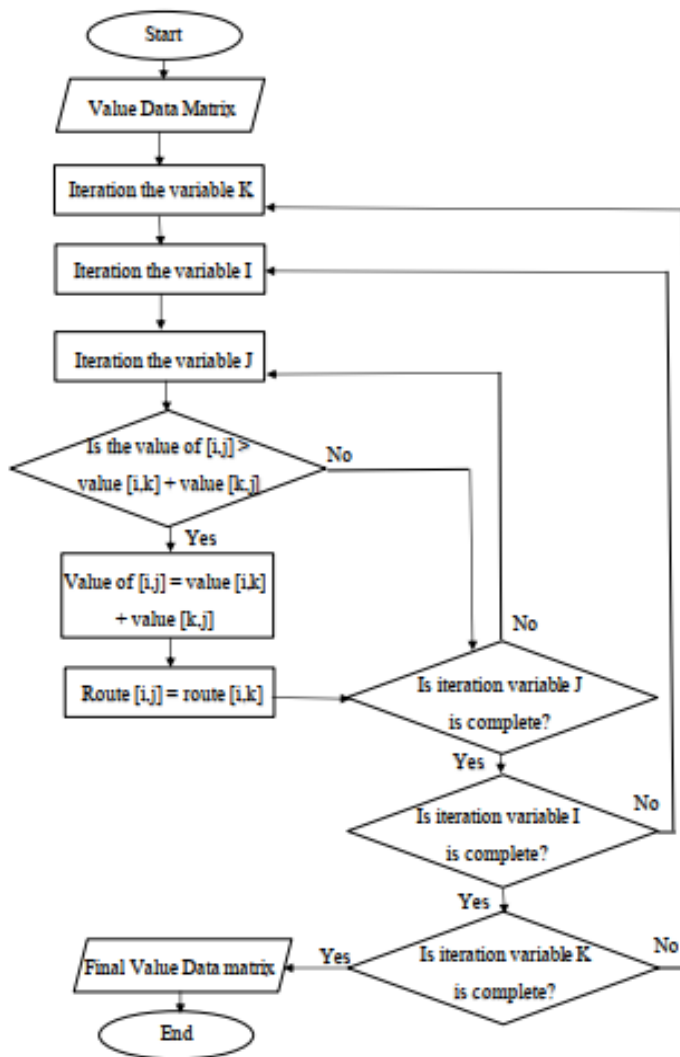 Start
Value Data Matrix
Iteration the variable K
Iteration the variable I
Iteration the variable J
Is the value of [i,j] >
value [i,k] + value [k,j]
No
Yes
Value of [i,j] = value [i,k]
+ value [k,j]
No
No
Route [i,j] = route [i,k]
Is iteration variable J
is complete?
Yes
Is iteration variable I
is complete?
No
Yes
Is iteration variable K
is complete?
No
Yes
Final Value Data matrix
End